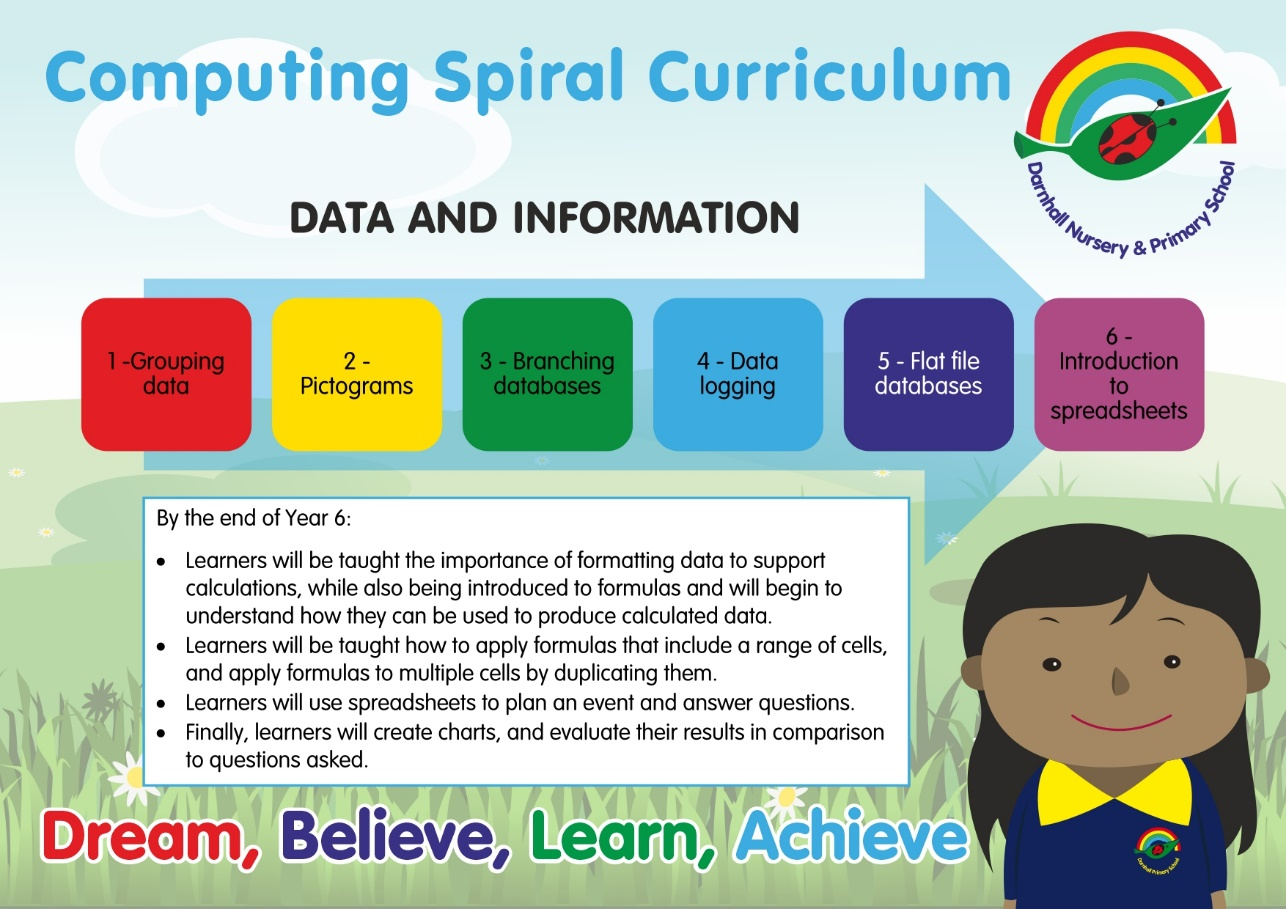 Computing Spiral Curriculum
Darnhall Nursery & Primary School
DATA AND INFORMATION
1 -Grouping
data
2 -
Pictograms
3 - Branching
databases
4 - Data
logging
5 - Flat file
databases
6 -
Introduction
to
spreadsheets
By the end of Year 6:
• Learners will be taught the importance of formatting data to support
calculations, while also being introduced to formulas and will begin to
understand how they can be used to produce calculated data.
• Learners will be taught how to apply formulas that include a range of cells,
and apply formulas to multiple cells by duplicating them.
• Learners will use spreadsheets to plan an event and answer questions.
• Finally, learners will create charts, and evaluate their results in comparison
to questions asked.
Dream, Believe, Learn, Achieve
Darnhall Primary School